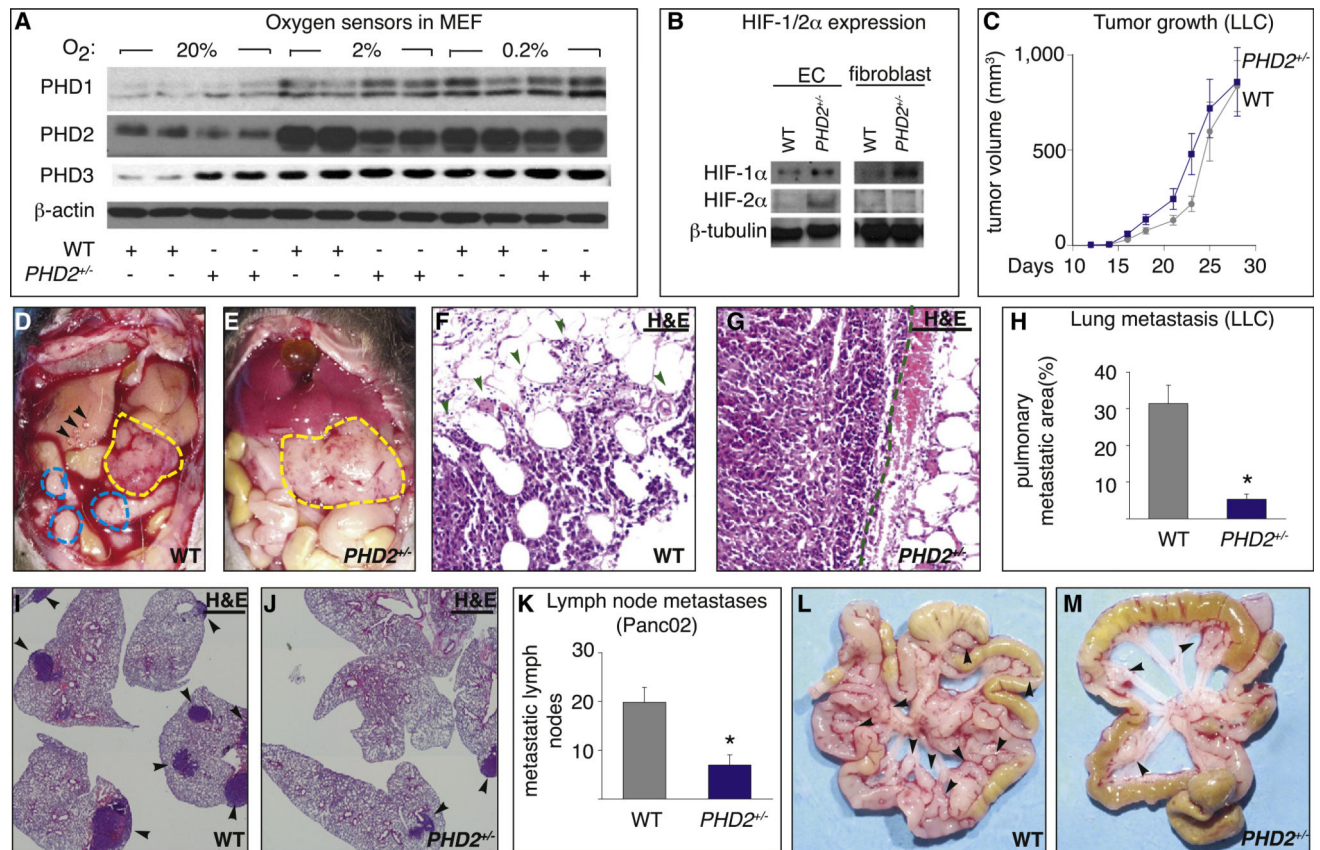 A
Oxygen sensors in MEF
O₂: 20% 2% 0.2%
PHD1
PHD2
PHD3
β-actin
WT + + - - + + - - + + - -
PHD2+/- - - + + - - + + - - + +
B
HIF-1/2α expression
EC fibroblast
WT PHD2+/- WT PHD2+/-
HIF-1α
HIF-2α
β-tubulin
C
Tumor growth (LLC)
tumor volume (mm³)
1,000
500
0
PHD2+/-
WT
Days 10 15 20 25 30
D
WT
E
PHD2+/-
F
H&E
WT
G
H&E
PHD2+/-
H
Lung metastasis (LLC)
pulmonary
metastatic area(%)
40
30
20
10
*
WT PHD2+/-
I
H&E
WT
J
H&E
PHD2+/-
K
Lymph node metastases
(Panc02)
metastatic lymph
nodes
30
20
10
*
WT PHD2+/-
L
WT
M
PHD2+/-